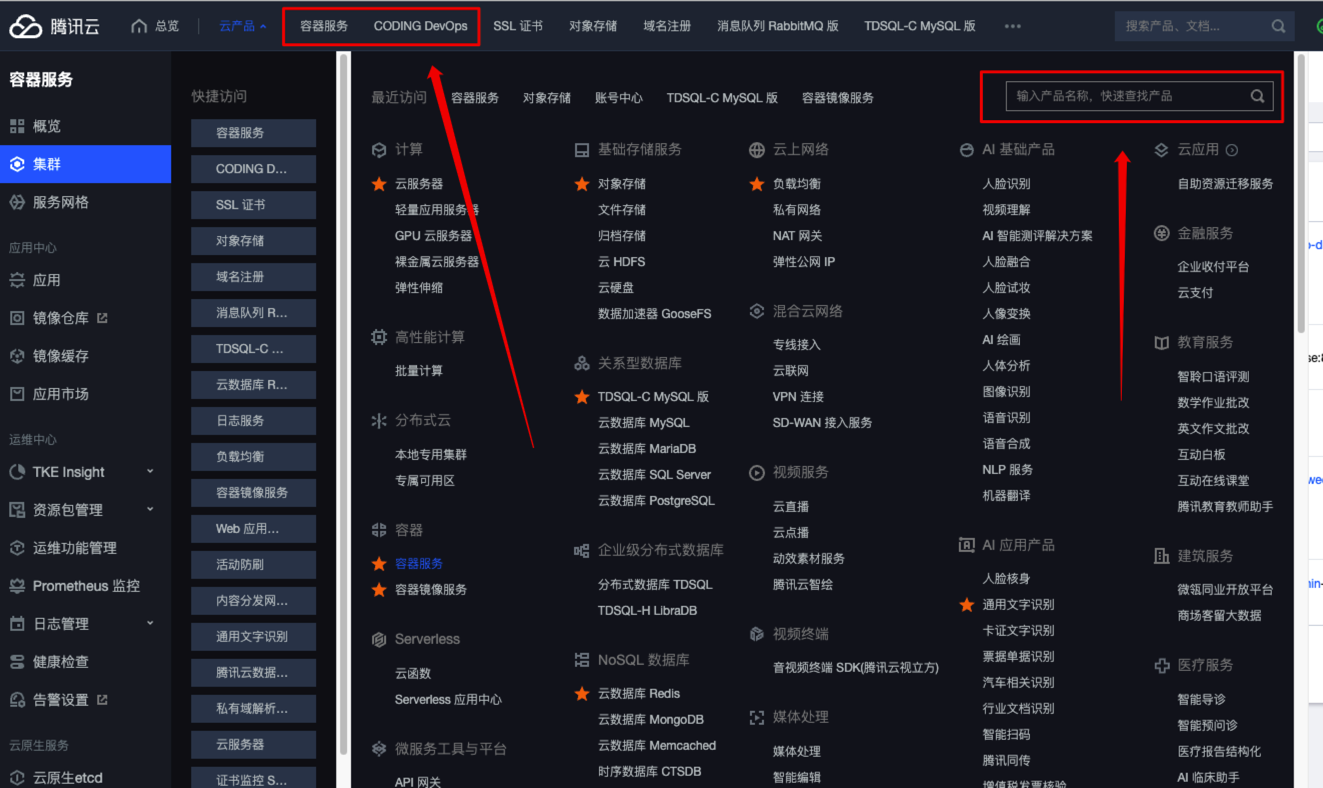 腾讯云
总览
云产品
容器服务
CODING DevOps
SSL 证书
对象存储
域名注册
消息队列 RabbitMQ 版
TDSQL-C MySQL 版
•••
搜索产品、文档...
容器服务
概览
集群
服务网格
应用中心
应用
镜像仓库
镜像缓存
应用市场
运维中心
TKE Insight
资源包管理
运维功能管理
Prometheus 监控
日志管理
健康检查
告警设置
云原生服务
云原生etcd
快捷访问
容器服务
CODING D...
SSL 证书
对象存储
域名注册
消息队列 R...
TDSQL-C ...
云数据库 R...
日志服务
负载均衡
容器镜像服务
Web 应用...
活动防刷
内容分发网...
通用文字识别
腾讯云数据...
私有域解析...
云服务器
证书监控 S...
最近访问
容器服务
对象存储
账号中心
TDSQL-C MySQL 版
容器镜像服务
输入产品名称，快速查找产品
计算
云服务器
轻量应用服务器
GPU 云服务器
裸金属云服务器
弹性伸缩
高性能计算
批量计算
分布式云
本地专用集群
专属可用区
容器
容器服务
容器镜像服务
Serverless
云函数
Serverless 应用中心
微服务工具与平台
API 网关
基础存储服务
对象存储
文件存储
归档存储
云 HDFS
云硬盘
数据加速器 GooseFS
关系型数据库
TDSQL-C MySQL 版
云数据库 MySQL
云数据库 MariaDB
云数据库 SQL Server
云数据库 PostgreSQL
企业级分布式数据库
分布式数据库 TDSQL
TDSQL-H LibraDB
NoSQL 数据库
云数据库 Redis
云数据库 MongoDB
云数据库 Memcached
时序数据库 CTSDB
云上网络
负载均衡
私有网络
NAT 网关
弹性公网 IP
混合云网络
专线接入
云联网
VPN 连接
SD-WAN 接入服务
视频服务
云直播
云点播
动效素材服务
腾讯云智绘
视频终端
音视频终端 SDK(腾讯云视立方)
媒体处理
媒体处理
智能编辑
AI 基础产品
人脸识别
视频理解
AI 智能测评解决方案
人脸融合
人脸试妆
人像变换
AI 绘画
人体分析
图像识别
语音识别
语音合成
NLP 服务
机器翻译
AI 应用产品
人脸核身
通用文字识别
卡证文字识别
票据单据识别
汽车相关识别
行业文档识别
智能扫码
腾讯同传
增值税发票核验
云应用
自助资源迁移服务
金融服务
企业收付平台
云支付
教育服务
智聆口语评测
数学作业批改
英文作文批改
互动白板
互动在线课堂
腾讯教育教师助手
建筑服务
微瓴同业开放平台
商场客留大数据
医疗服务
智能导诊
智能预问诊
医疗报告结构化
AI 临床助手